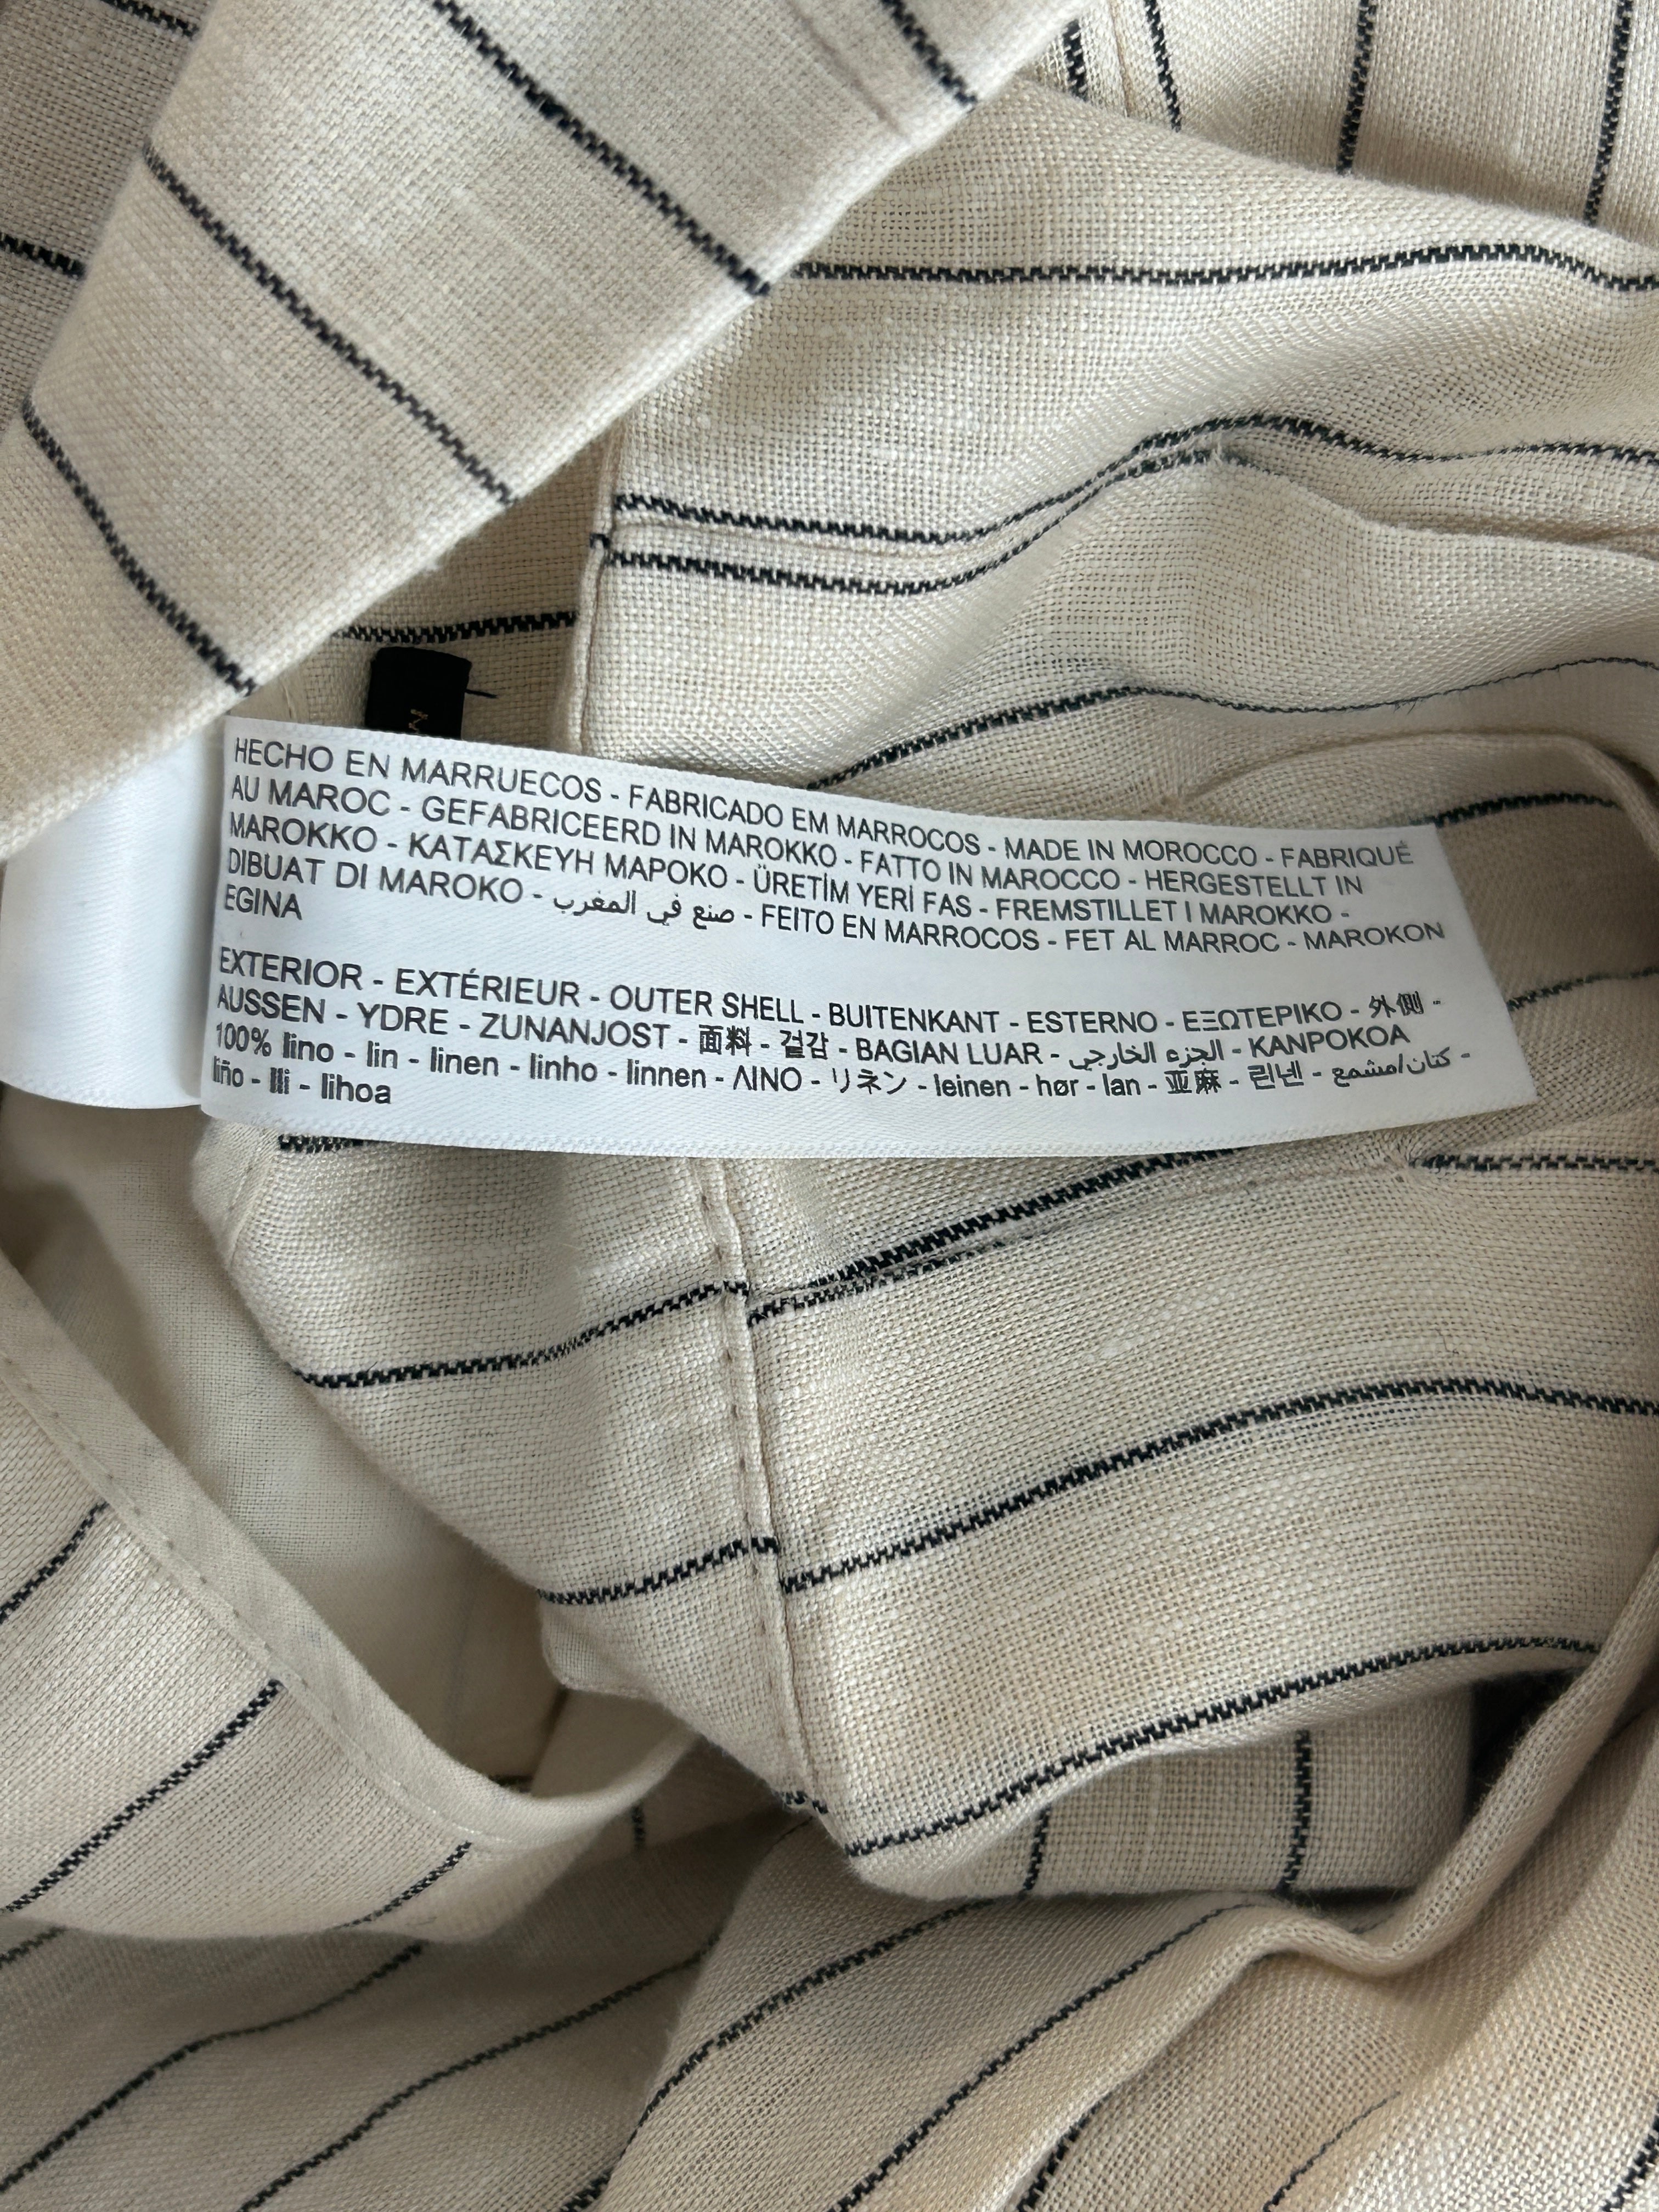 HECHO EN MARRUECOS - FABRICADO EM MARROCOS - MADE IN MOROCCO - FABRIQUÉ
AU MAROC - GEFABRICEERD IN MAROKKO - FATTO IN MAROCCO - HERGESTELLT IN
MAROKKO - ΚΑΤΑΣΚΕΥΗ ΜΑΡΟΚΟ - ÜRETİM YERİ FAS - FREMSTILLET I MAROKKO -
DIBUAT DI MAROKO - صنع في المغرب - FEITO EN MARROCOS - FET AL MARROC - MAROKON
EGINA
EXTERIOR - EXTÉRIEUR - OUTER SHELL - BUITENKANT - ESTERNO - ΕΞΩΤΕΡΙΚΟ - 外側 -
AUSSEN - YDRE - ZUNANJOST - 面料 - 겉감 - BAGIAN LUAR - الجزء الخارجي - KANPOKOA
100% lino - lin - linen - linho - linnen - ΛΙΝΟ - リネン - leinen - hør - lan - 亚麻 - 린넨 - كتان/مشمع -
liño - lli - lihoa